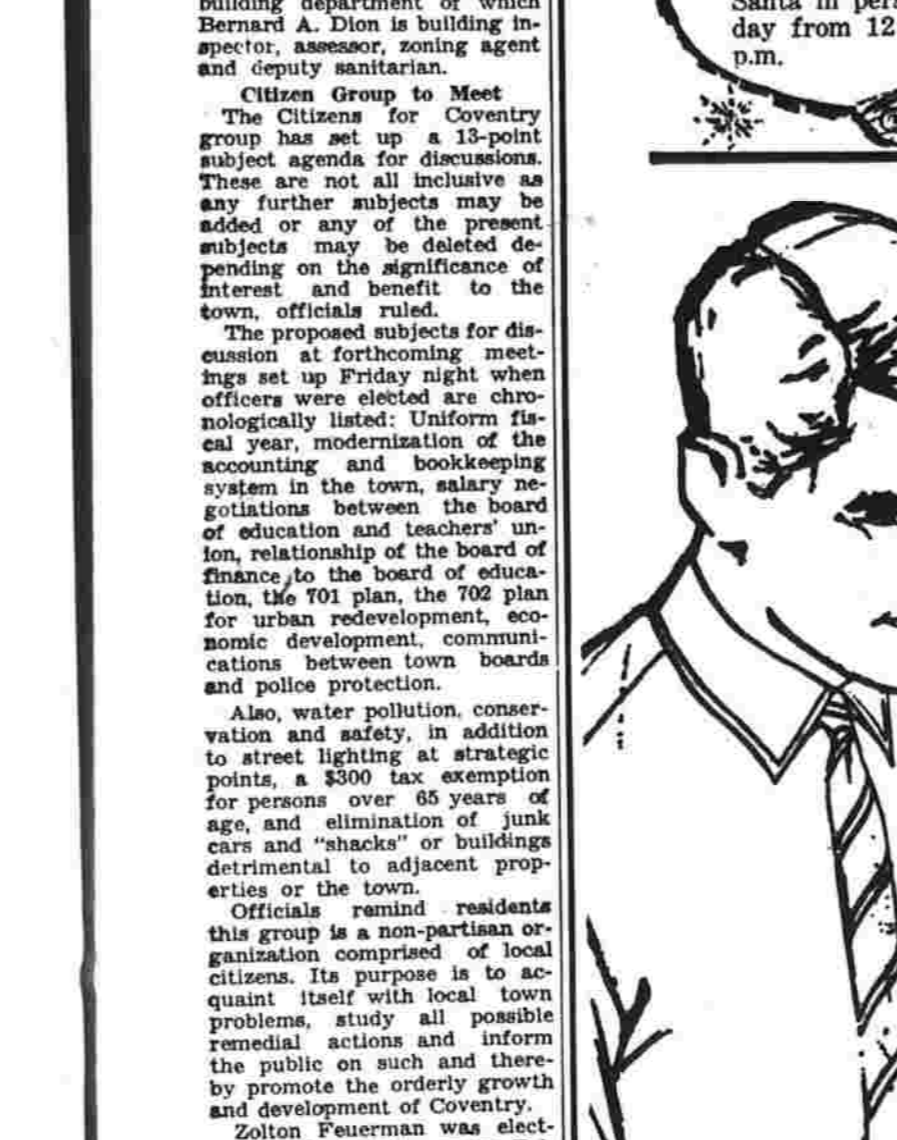 building department of which
Bernard A. Dion is building in-
spector, assessor, zoning agent
and deputy sanitarian.
Citizen Group to Meet
The Citizens for Coventry
group has set up a 13-point
subject agenda for discussions.
These are not all inclusive as
any further subjects may be
added or any of the present
subjects may be deleted de-
pending on the significance of
interest and benefit to the
town, officials ruled.
The proposed subjects for dis-
cussion at forthcoming meet-
ings set up Friday night when
officers were elected are chro-
nologically listed: Uniform fis-
cal year, modernization of the
accounting and bookkeeping
system in the town, salary ne-
gotiations between the board
of education and teachers' un-
ion, relationship of the board of
finance to the board of educa-
tion, the 701 plan, the 702 plan
for urban redevelopment, eco-
nomic development, communi-
cations between town boards
and police protection.
Also, water pollution, conser-
vation and safety, in addition
to street lighting at strategic
points, a $300 tax exemption
for persons over 65 years of
age, and elimination of junk
cars and "shacks" or buildings
detrimental to adjacent prop-
erties or the town.
Officials remind residents
this group is a non-partisan or-
ganization comprised of local
citizens. Its purpose is to ac-
quaint itself with local town
problems, study all possible
remedial actions and inform
the public on such and there-
by promote the orderly growth
and development of Coventry.
Zolton Feuerman was elect-
Santa in pers
day from 12
p.m.